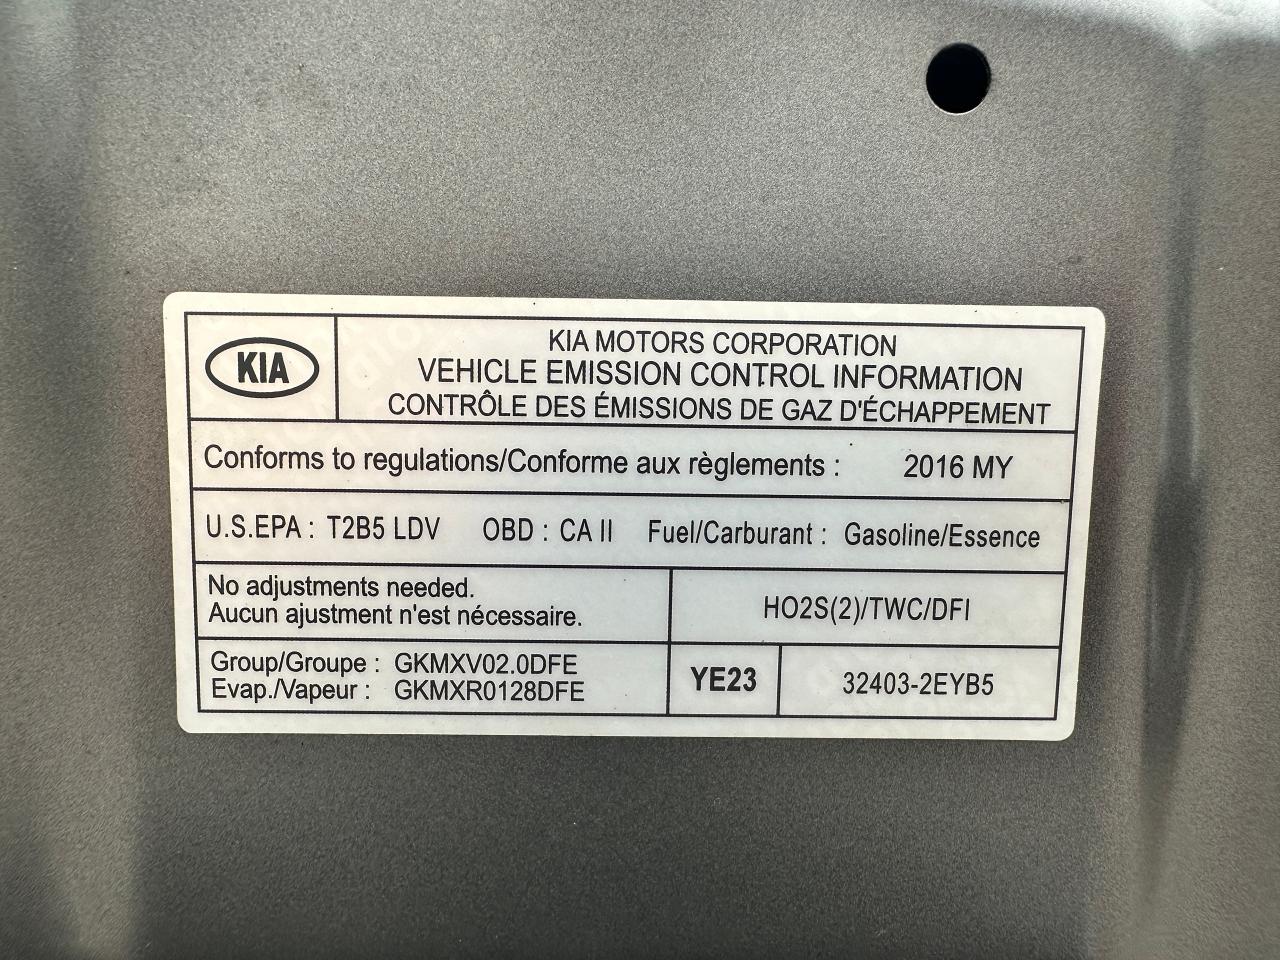 KIA
KIA MOTORS CORPORATION
VEHICLE EMISSION CONTROL INFORMATION
CONTRÔLE DES ÉMISSIONS DE GAZ D'ÉCHAPPEMENT
Conforms to regulations/Conforme aux règlements : 2016 MY
U.S.EPA : T2B5 LDV OBD : CA II Fuel/Carburant : Gasoline/Essence
No adjustments needed.
Aucun ajustment n'est nécessaire.
HO2S(2)/TWC/DFI
Group/Groupe : GKMXV02.0DFE
Evap./Vapeur : GKMXR0128DFE
YE23
32403-2EYB5